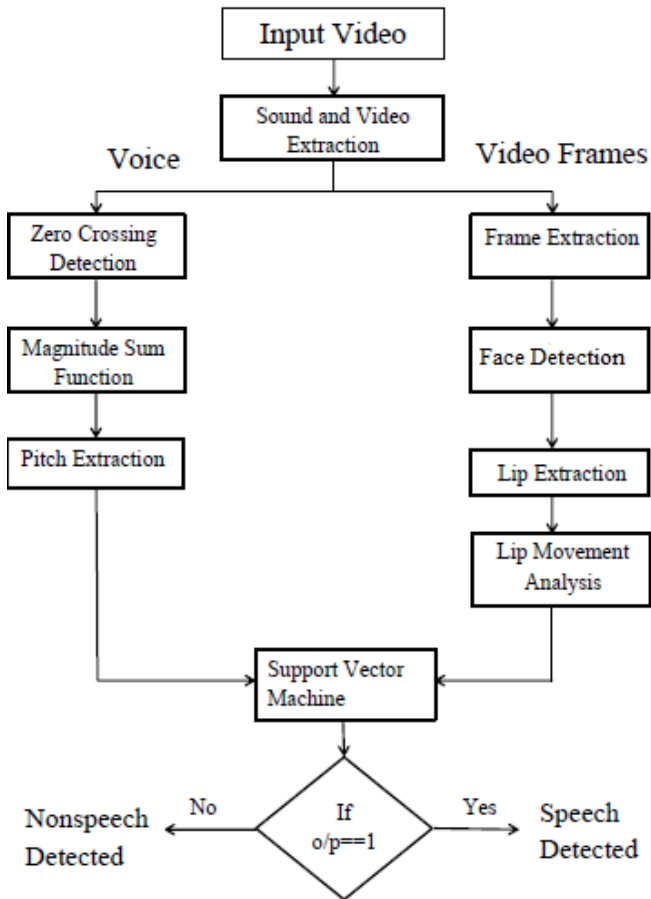 Input Video
Sound and Video
Extraction
Voice
Video Frames
Zero Crossing
Detection
Magnitude Sum
Function
Pitch Extraction
Frame Extraction
Face Detection
Lip Extraction
Lip Movement
Analysis
Support Vector
Machine
If
o/p==1
No
Yes
Nonspeech
Detected
Speech
Detected